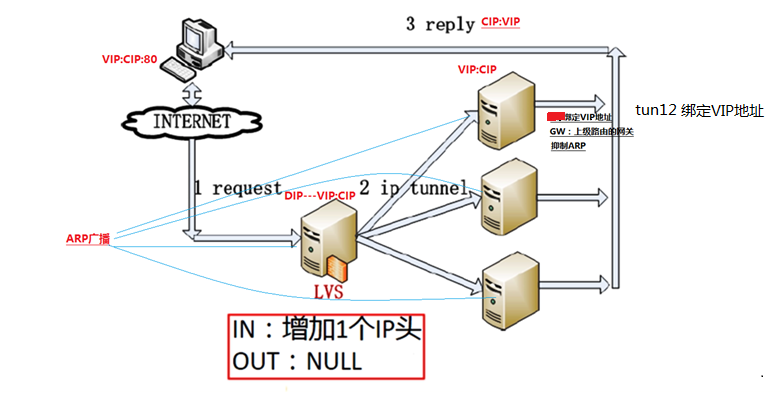 3 reply CIP:VIP
VIP:CIP:80
VIP:CIP
tun12 绑定VIP地址
绑定VIP地址
GW：上级路由的网关
抑制ARP
INTERNET
1 request
DIP---VIP:CIP
2 ip tunnel
ARP广播
LVS
IN：增加1个IP头
OUT：NULL